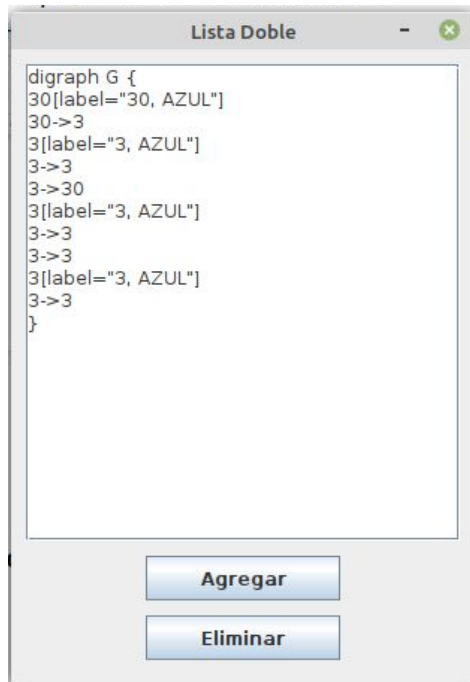 Lista Doble
digraph G {
30[label="30, AZUL"]
30->3
3[label="3, AZUL"]
3->3
3->30
3[label="3, AZUL"]
3->3
3->3
3[label="3, AZUL"]
3->3
}
Agregar
Eliminar